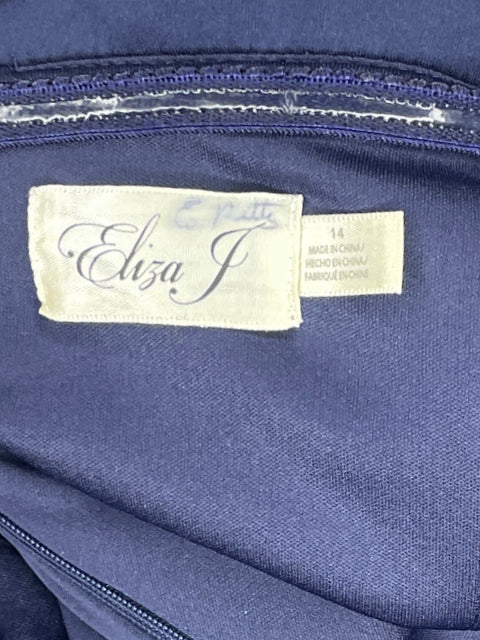 Eliza J
14
MADE IN CHINA/
HECHO EN CHINA/
FABRIQUÉ EN CHINE